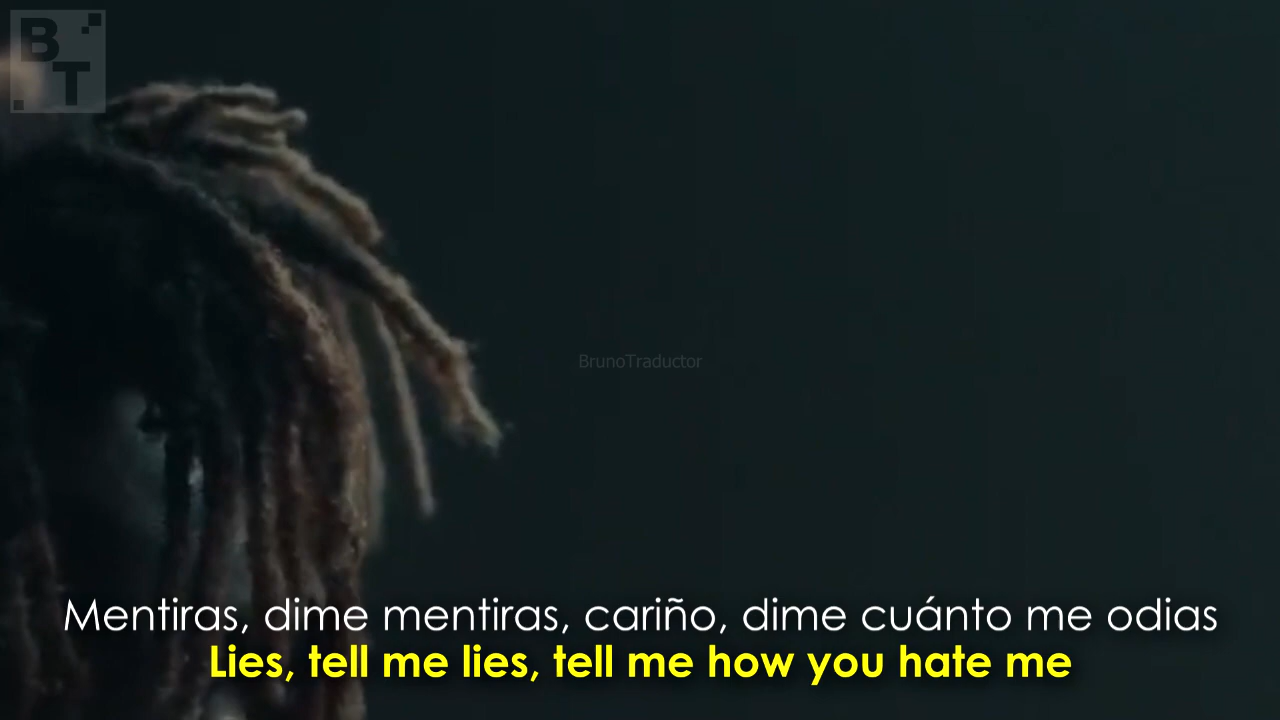 B
T
BrunoTraductor
Mentiras, dime mentiras, cariño, dime cuánto me odias
Lies, tell me lies, tell me how you hate me